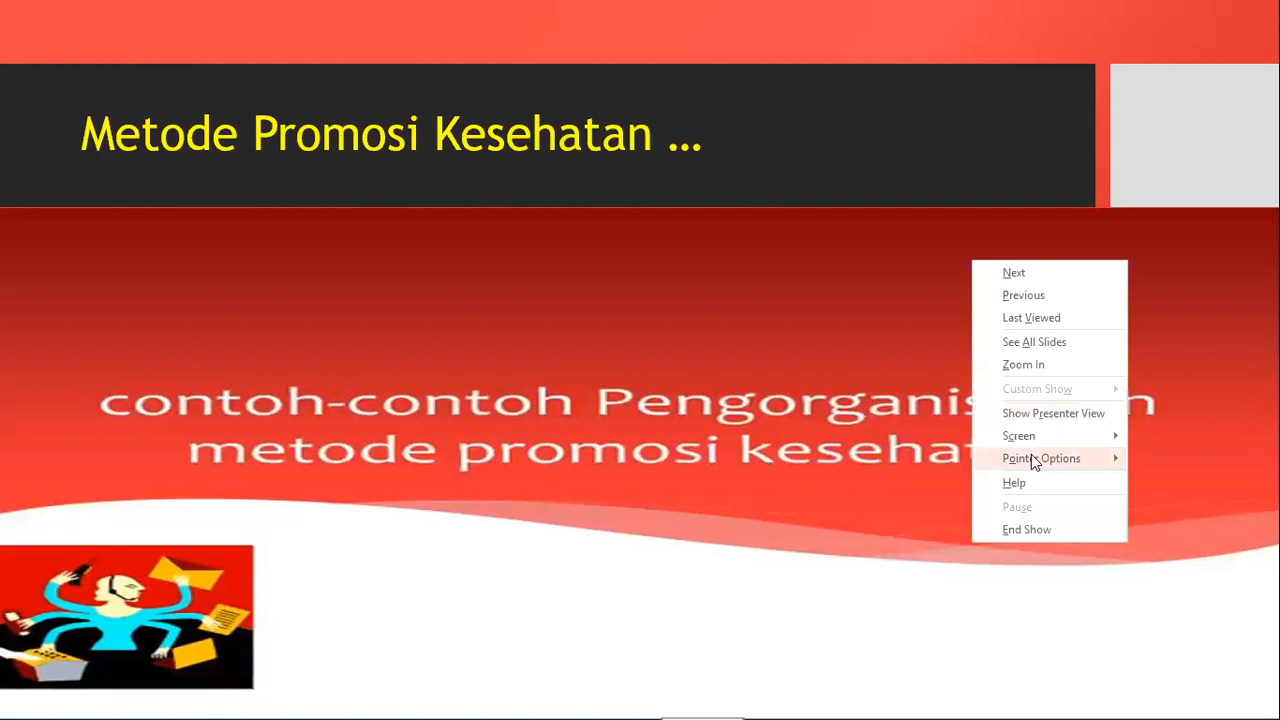 Metode Promosi Kesehatan ...
Next
Previous
Last Viewed
See All Slides
Zoom In
Custom Show
contoh-contoh Pengorganis n
Show Presenter View
Screen
metode promosi kesehat
Pointer Options
Help
Pause
End Show